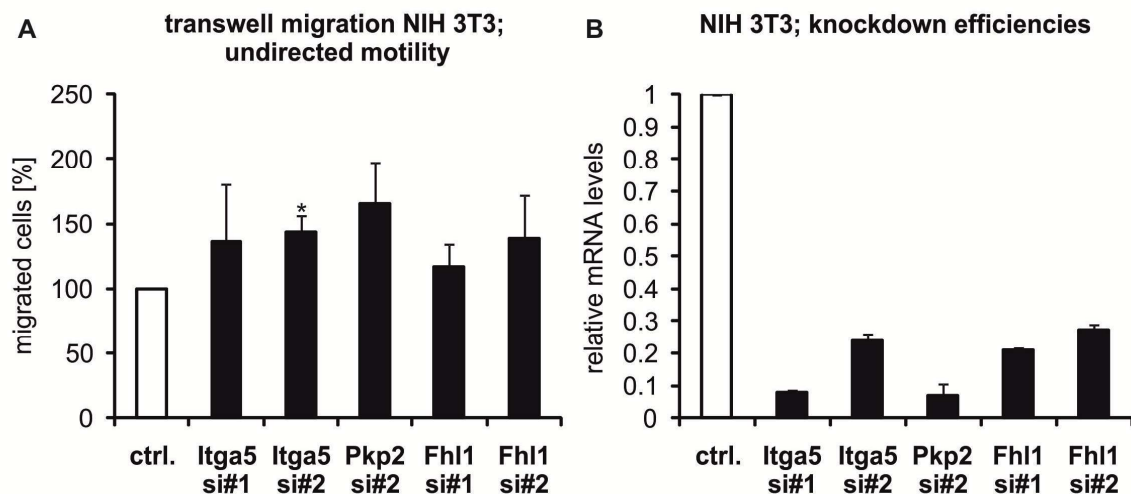 A
transwell migration NIH 3T3;
undirected motility
migrated cells [%]
250
200
150
100
50
0
*
ctrl.
Itga5
si#1
Itga5
si#2
Pkp2
si#2
Fhl1
si#1
Fhl1
si#2
B
NIH 3T3; knockdown efficiencies
relative mRNA levels
1
0.9
0.8
0.7
0.6
0.5
0.4
0.3
0.2
0.1
0
ctrl.
Itga5
si#1
Itga5
si#2
Pkp2
si#2
Fhl1
si#1
Fhl1
si#2